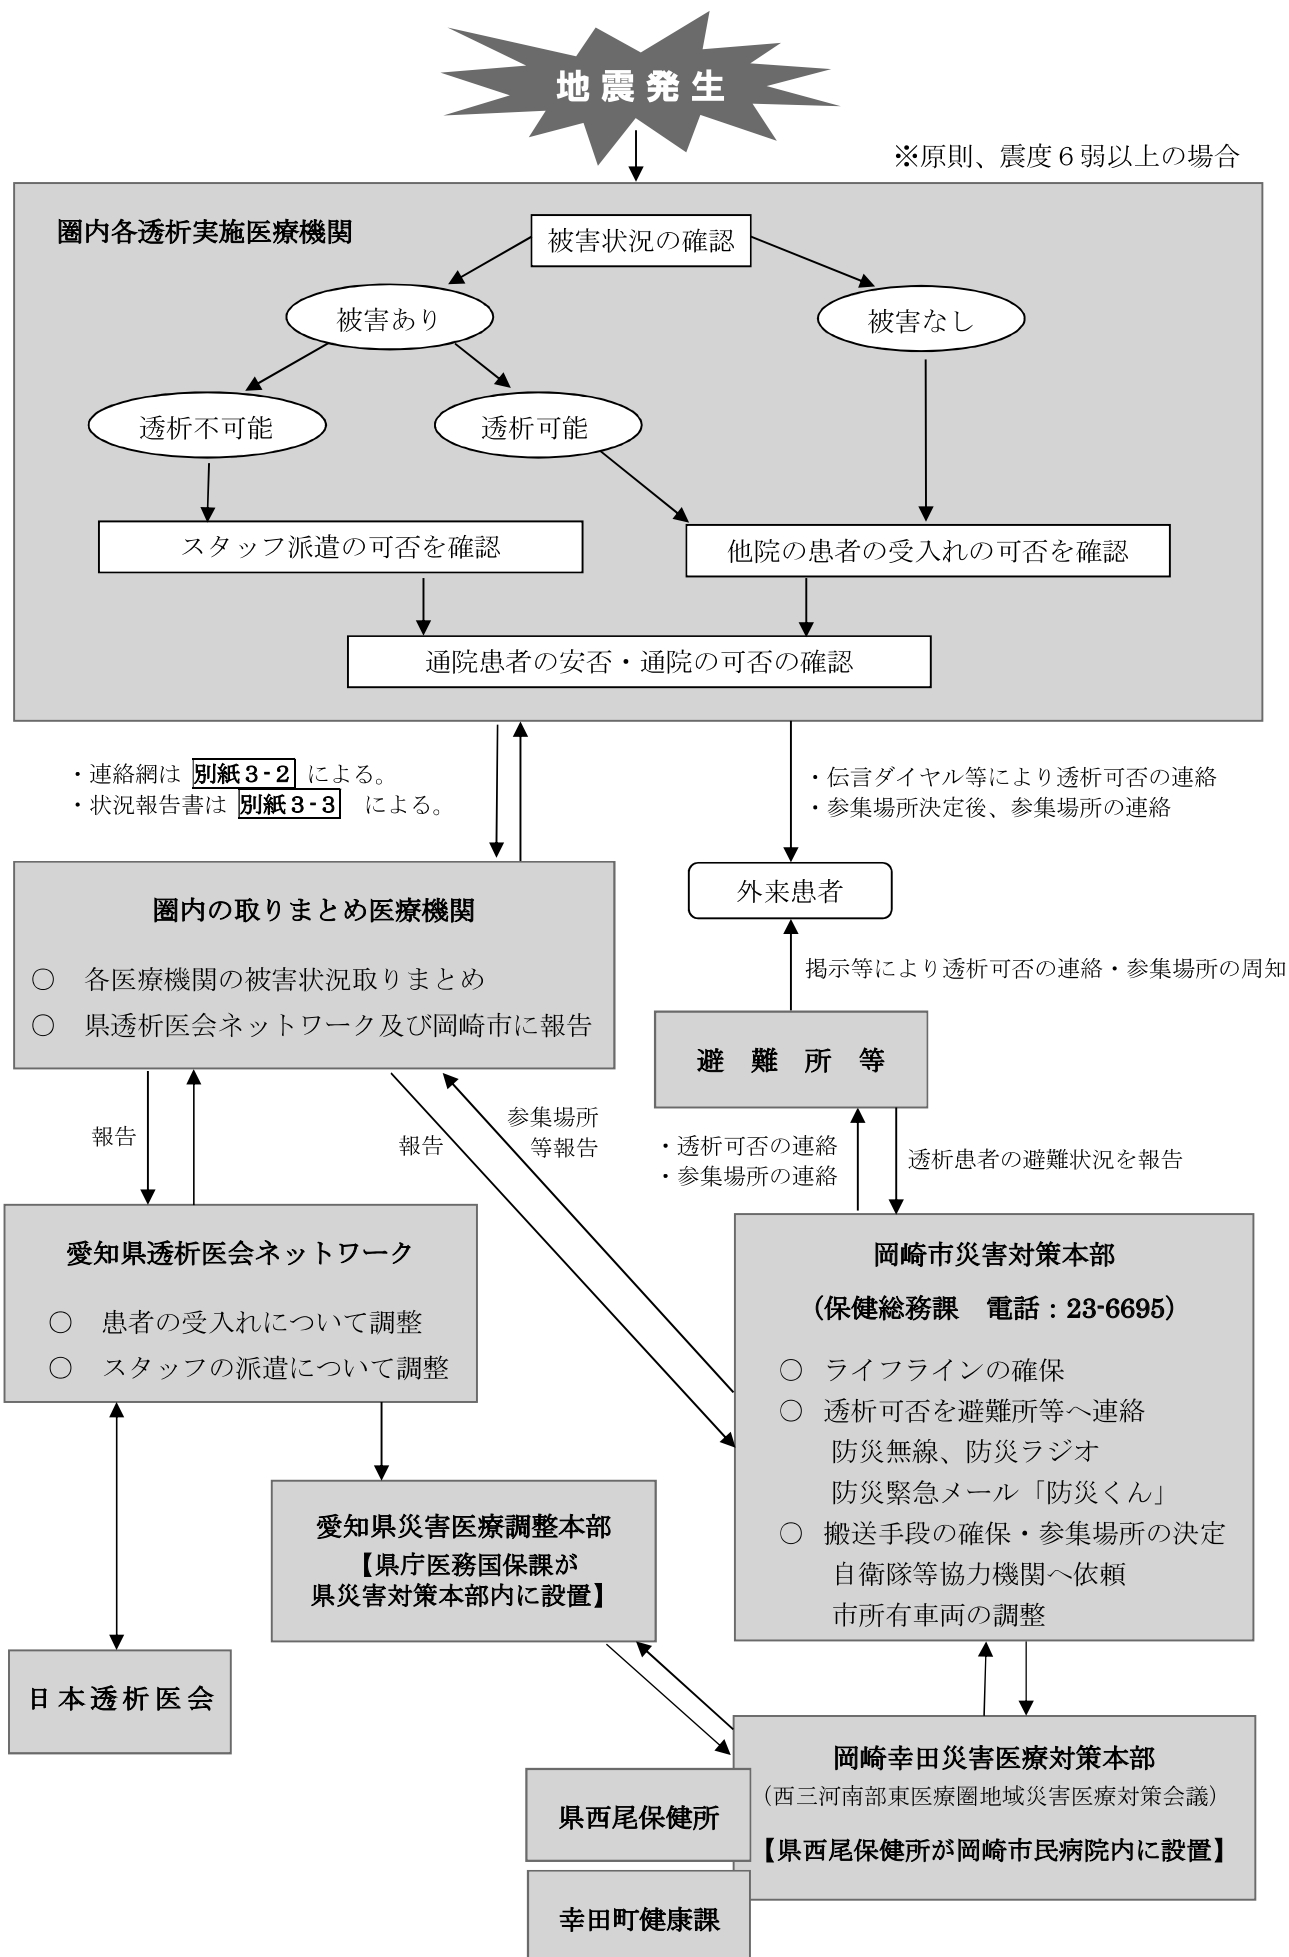 地震発生
※原則、震度６弱以上の場合
圏内各透析実施医療機関
被害状況の確認
被害あり
被害なし
透析不可能
透析可能
スタッフ派遣の可否を確認
他院の患者の受入れの可否を確認
通院患者の安否・通院の可否の確認
・連絡網は 別紙３-２ による。
・状況報告書は 別紙３-３ による。
・伝言ダイヤル等により透析可否の連絡
・参集場所決定後、参集場所の連絡
圏内の取りまとめ医療機関
○ 各医療機関の被害状況取りまとめ
○ 県透析医会ネットワーク及び岡崎市に報告
外来患者
掲示等により透析可否の連絡・参集場所の周知
避難所等
報告
報告
参集場所
等報告
・透析可否の連絡
・参集場所の連絡
透析患者の避難状況を報告
愛知県透析医会ネットワーク
○ 患者の受入れについて調整
○ スタッフの派遣について調整
岡崎市災害対策本部
（保健総務課 電話：23-6695）
○ ライフラインの確保
○ 透析可否を避難所等へ連絡
防災無線、防災ラジオ
防災緊急メール「防災くん」
○ 搬送手段の確保・参集場所の決定
自衛隊等協力機関へ依頼
市所有車両の調整
愛知県災害医療調整本部
【県庁医務国保課が
県災害対策本部内に設置】
日本透析医会
岡崎幸田災害医療対策本部
（西三河南部東医療圏地域災害医療対策会議）
【県西尾保健所が岡崎市民病院内に設置】
県西尾保健所
幸田町健康課